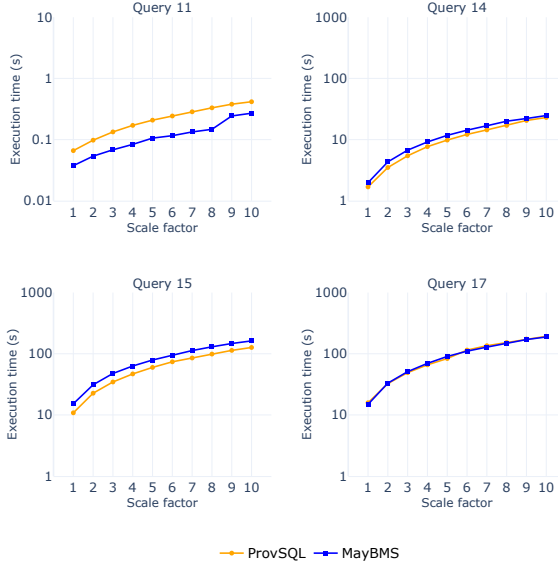 Query 11
Execution time (s)
10
1
0.1
0.01
1 2 3 4 5 6 7 8 9 10
Scale factor
Query 14
Execution time (s)
1000
100
10
1
1 2 3 4 5 6 7 8 9 10
Scale factor
Query 15
Execution time (s)
1000
100
10
1
1 2 3 4 5 6 7 8 9 10
Scale factor
Query 17
Execution time (s)
1000
100
10
1
1 2 3 4 5 6 7 8 9 10
Scale factor
ProvSQL MayBMS